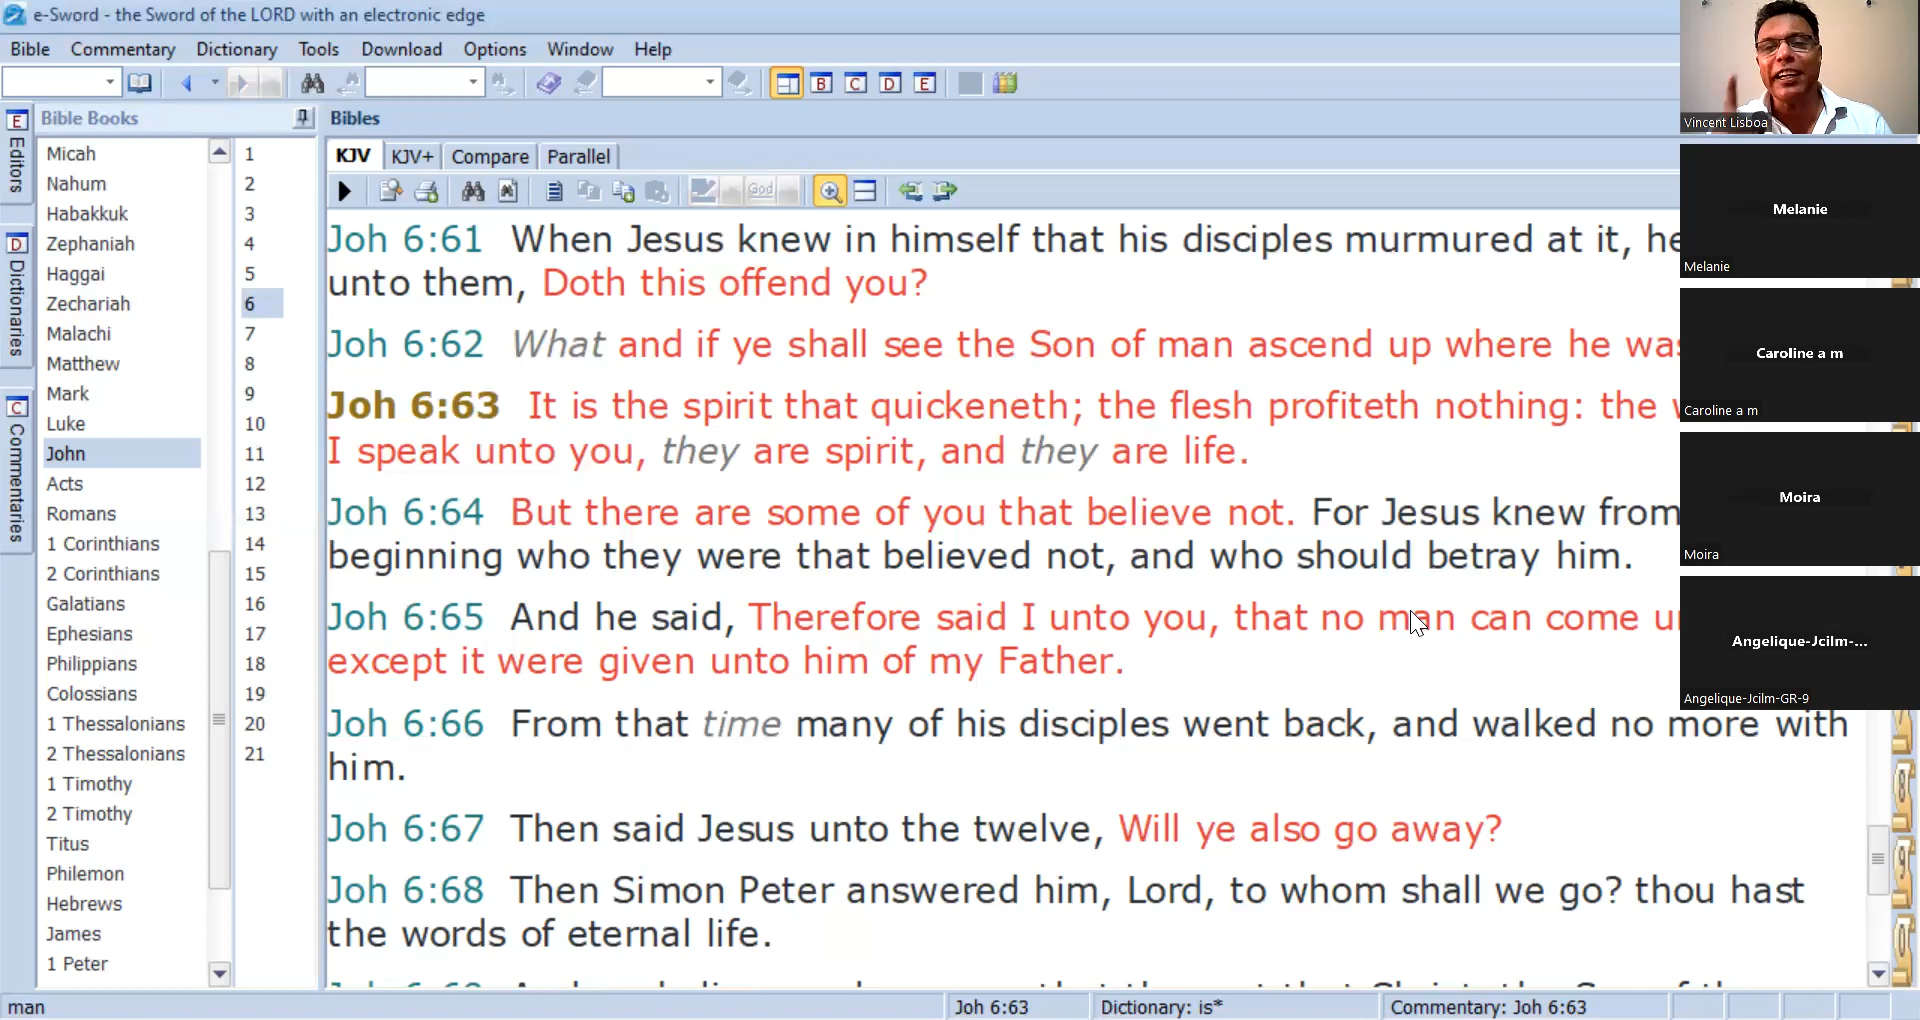 e-Sword - the Sword of the LORD with an electronic edge
Bible Commentary Dictionary Tools Download Options Window Help
B C D E
Bible Books
Bibles
E Editors
D Dictionaries
C Commentaries
Micah
Nahum
Habakkuk
Zephaniah
Haggai
Zechariah
Malachi
Matthew
Mark
Luke
John
Acts
Romans
1 Corinthians
2 Corinthians
Galatians
Ephesians
Philippians
Colossians
1 Thessalonians
2 Thessalonians
1 Timothy
2 Timothy
Titus
Philemon
Hebrews
James
1 Peter
1
2
3
4
5
6
7
8
9
10
11
12
13
14
15
16
17
18
19
20
21
KJV KJV+ Compare Parallel
God
Joh 6:61 When Jesus knew in himself that his disciples murmured at it, he
unto them, Doth this offend you?
Joh 6:62 What and if ye shall see the Son of man ascend up where he was
Joh 6:63 It is the spirit that quickeneth; the flesh profiteth nothing: the
I speak unto you, they are spirit, and they are life.
Joh 6:64 But there are some of you that believe not. For Jesus knew from
beginning who they were that believed not, and who should betray him.
Joh 6:65 And he said, Therefore said I unto you, that no man can come
except it were given unto him of my Father.
Joh 6:66 From that time many of his disciples went back, and walked no more with
him.
Joh 6:67 Then said Jesus unto the twelve, Will ye also go away?
Joh 6:68 Then Simon Peter answered him, Lord, to whom shall we go? thou hast
the words of eternal life.
Vincent Lisboa
Melanie
Melanie
Caroline a m
Caroline a m
Moira
Moira
Angelique-Jcilm-...
Angelique-Jcilm-GR-9
man
Joh 6:63
Dictionary: is*
Commentary: Joh 6:63